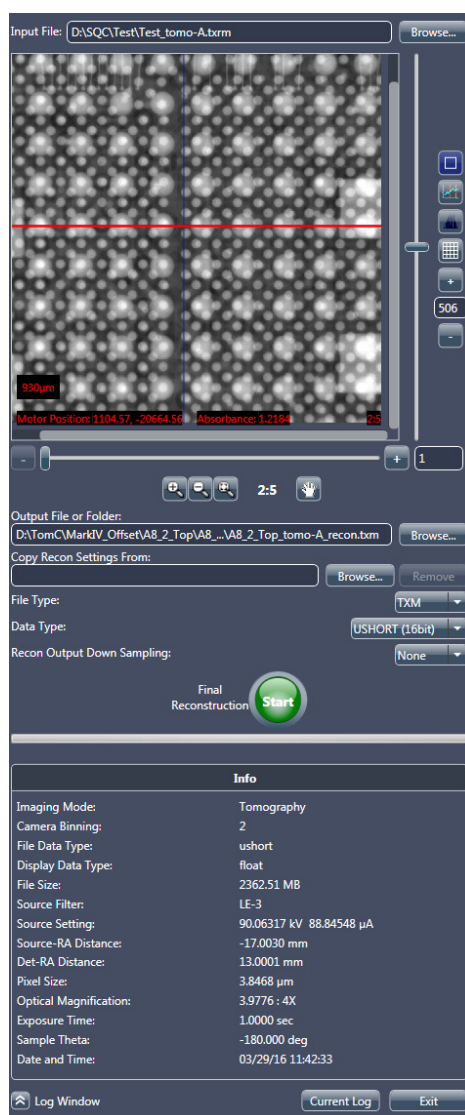 Input File: D:\SQC\Test\Test_tomo-A.txrm Browse...
+
506
-
930µm
Motor Position: 1104.57, -20664.56 Absorbance: 1.2184 2:5
- + 1
2:5
Output File or Folder:
D:\TomC\MarkIV_Offset\A8_2_Top\A8_...\A8_2_Top_tomo-A_recon.txm Browse...
Copy Recon Settings From:
Browse... Remove
File Type: TXM
Data Type: USHORT (16bit)
Recon Output Down Sampling: None
Final
Reconstruction Start
Info
Imaging Mode: Tomography
Camera Binning: 2
File Data Type: ushort
Display Data Type: float
File Size: 2362.51 MB
Source Filter: LE-3
Source Setting: 90.06317 kV 88.84548 µA
Source-RA Distance: -17.0030 mm
Det-RA Distance: 13.0001 mm
Pixel Size: 3.8468 µm
Optical Magnification: 3.9776 : 4X
Exposure Time: 1.0000 sec
Sample Theta: -180.000 deg
Date and Time: 03/29/16 11:42:33
Log Window Current Log Exit